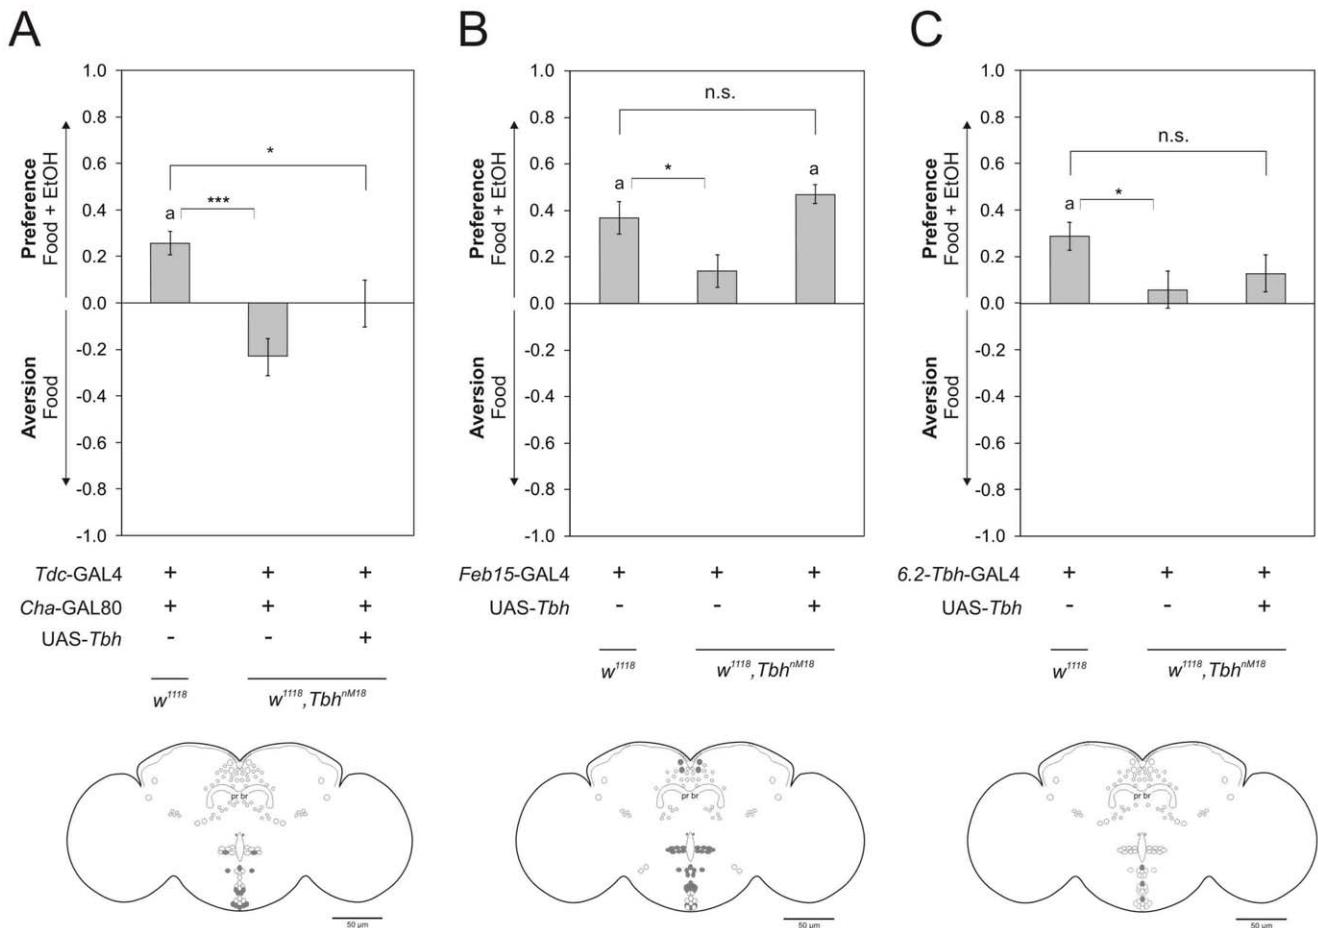 A
1.0
0.8
0.6
0.4
0.2
0.0
-0.2
-0.4
-0.6
-0.8
-1.0
Preference
Food + EtOH
Aversion
Food
*
***
a
Tdc-GAL4 + + +
Cha-GAL80 + + +
UAS-Tbh - - +
w1118 w1118,TbhnM18
pr br
50 µm
B
1.0
0.8
0.6
0.4
0.2
0.0
-0.2
-0.4
-0.6
-0.8
-1.0
Preference
Food + EtOH
Aversion
Food
n.s.
*
a a
Feb15-GAL4 + + +
UAS-Tbh - - +
w1118 w1118,TbhnM18
pr br
50 µm
C
1.0
0.8
0.6
0.4
0.2
0.0
-0.2
-0.4
-0.6
-0.8
-1.0
Preference
Food + EtOH
Aversion
Food
n.s.
*
a
6.2-Tbh-GAL4 + + +
UAS-Tbh - - +
w1118 w1118,TbhnM18
pr br
50 µm